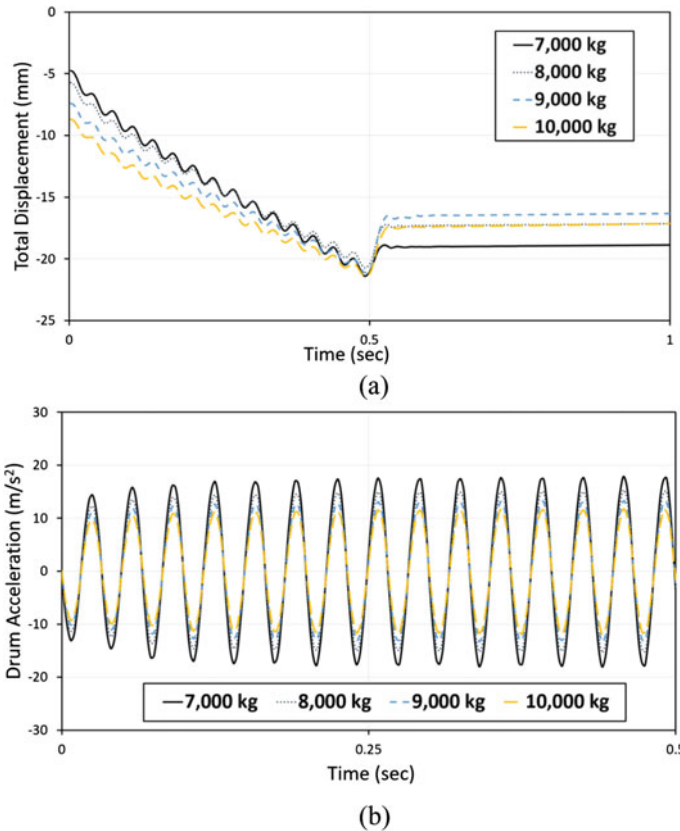 0
-5
-10
-15
-20
-25
Total Displacement (mm)
7,000 kg
8,000 kg
9,000 kg
10,000 kg
0 0.5 1
Time (sec)
(a)
30
20
10
0
-10
-20
-30
Drum Acceleration (m/s²)
7,000 kg 8,000 kg 9,000 kg 10,000 kg
0 0.25 0.5
Time (sec)
(b)